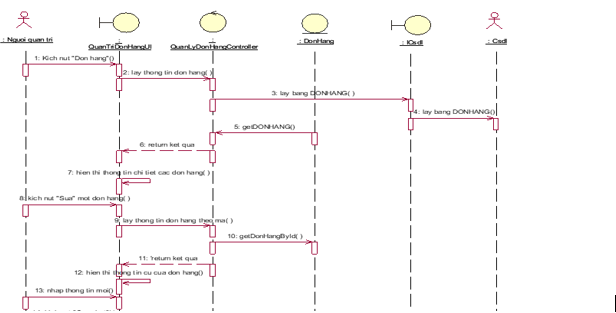 : Nguoi quan tri
:
QuanTriDonHangUI
:
QuanLyDonHangController
: DonHang
: ICsdl
: Csdl
1: Kich nut "Don hang"()
2: lay thong tin don hang( )
3: lay bang DONHANG( )
4: lay bang DONHANG()
5: getDONHANG()
6: return ket qua
7: hien thi thong tin chi tiet cac don hang( )
8: kich nut "Sua" mot don hang( )
9: lay thong tin don hang theo ma( )
10: getDonHangById( )
11: 'return ket qua
12: hien thi thong tin cu cua don hang()
13: nhap thong tin moi()